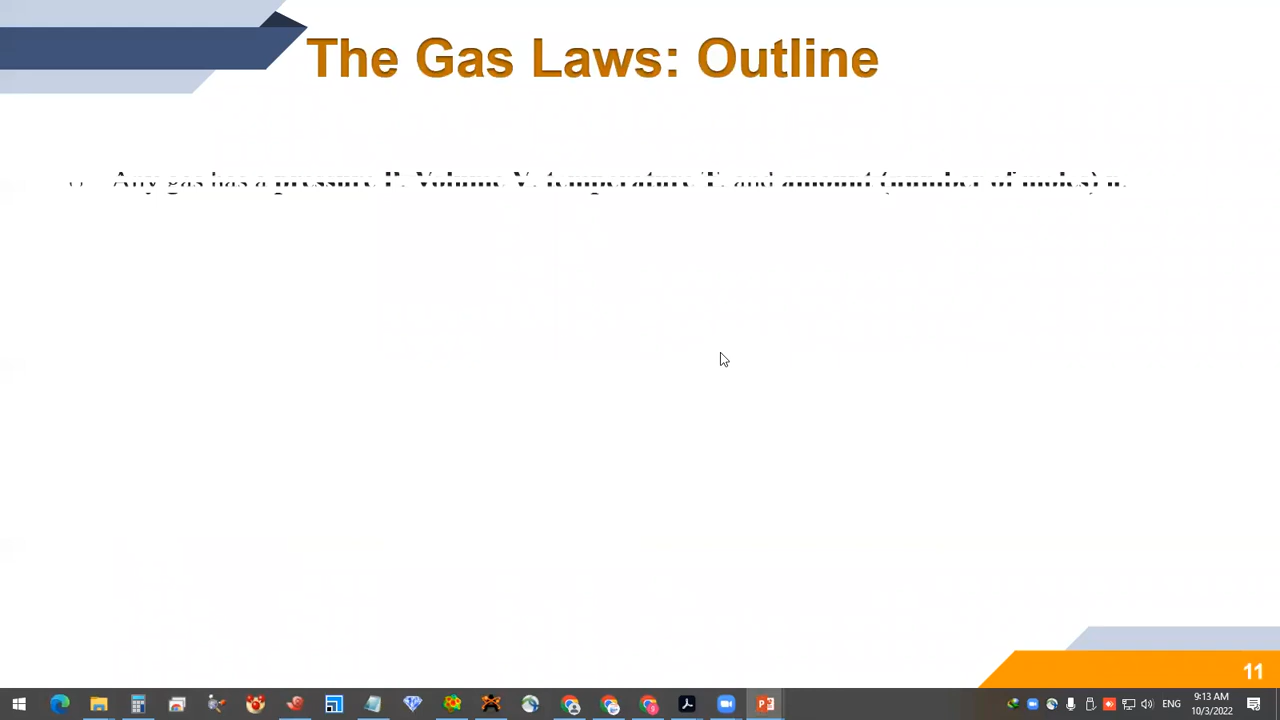 The Gas Laws: Outline
Any gas has a pressure P, Volume V, temperature T, and amount (number of moles) n.
11
ENG
9:13 AM
10/3/2022